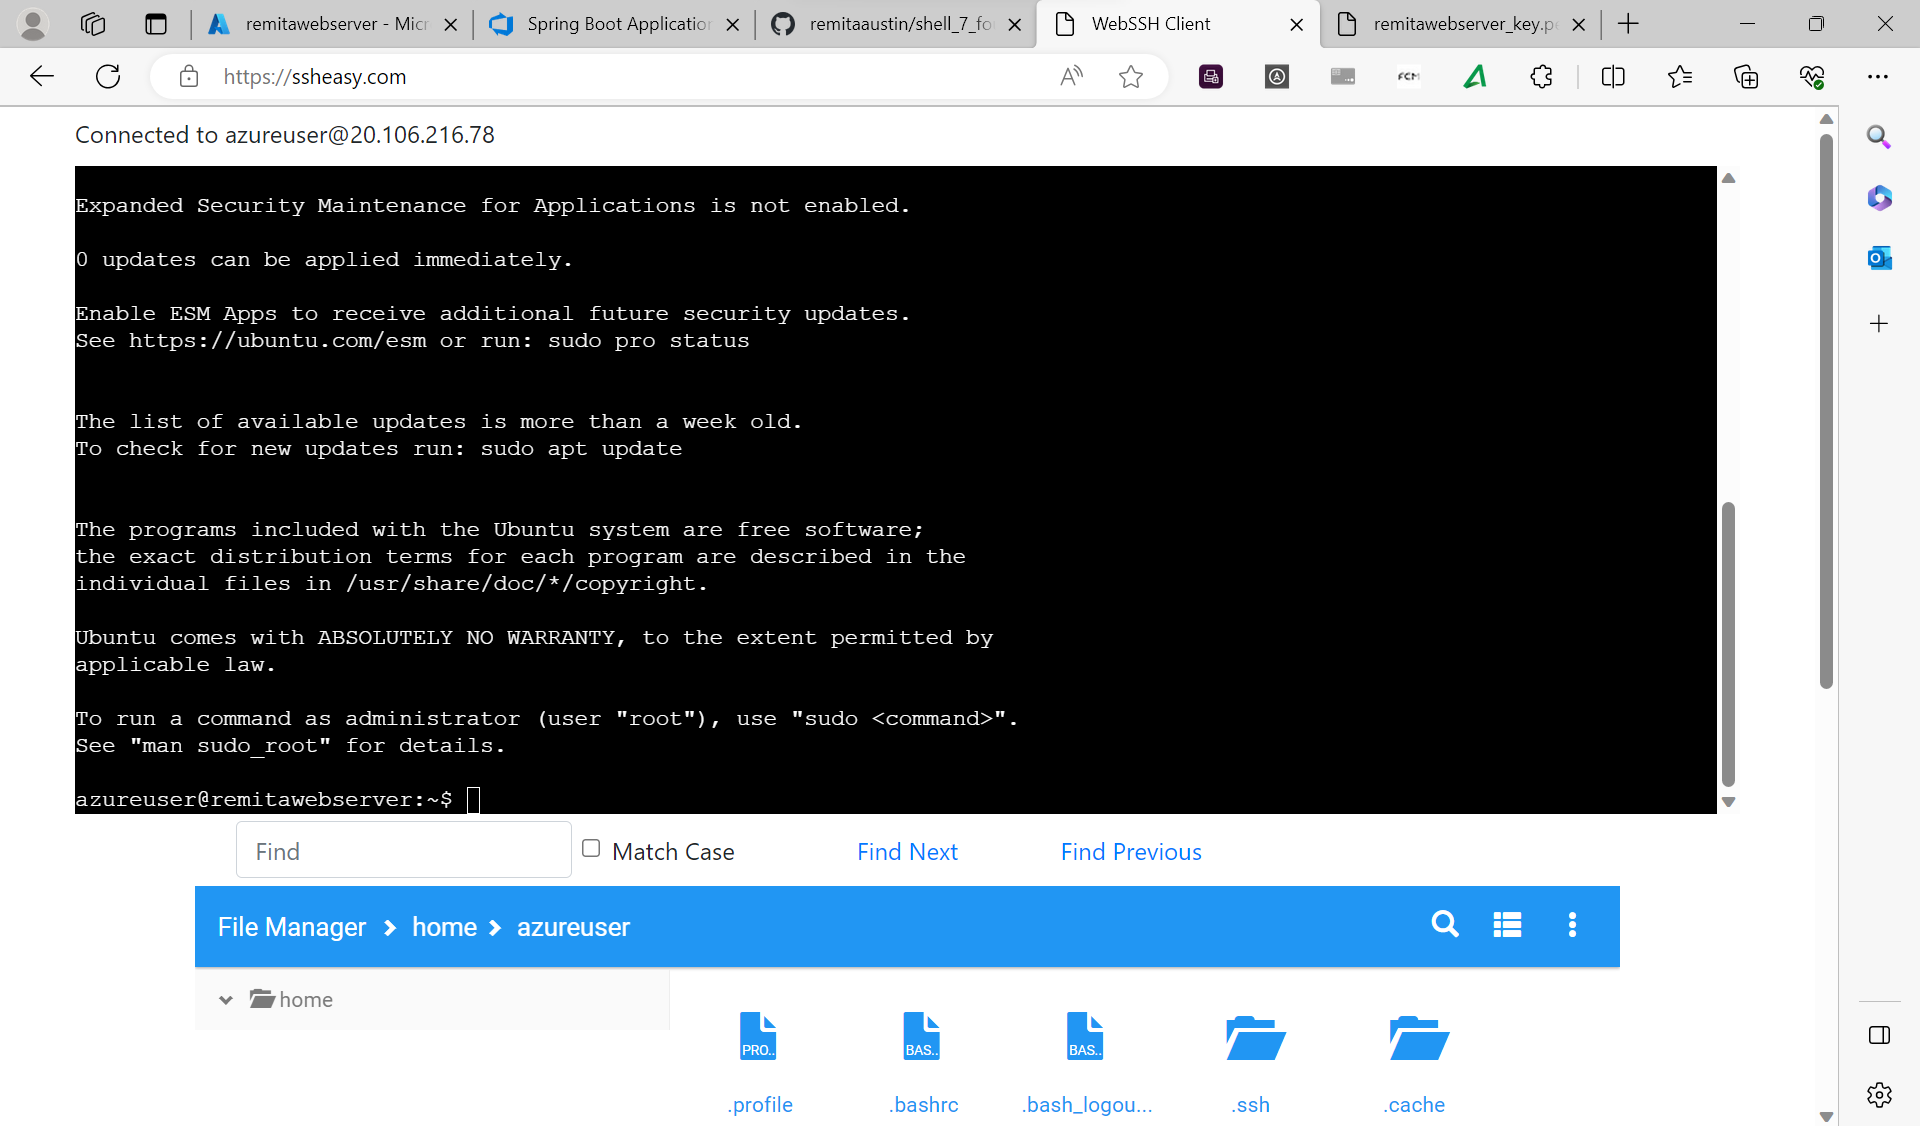 remitawebserver - Micr
Spring Boot Application
remitaaustin/shell_7_fo
WebSSH Client
remitawebserver_key.pe
https://ssheasy.com
FCM
Connected to azureuser@20.106.216.78
Expanded Security Maintenance for Applications is not enabled.
0 updates can be applied immediately.
Enable ESM Apps to receive additional future security updates.
See https://ubuntu.com/esm or run: sudo pro status
The list of available updates is more than a week old.
To check for new updates run: sudo apt update
The programs included with the Ubuntu system are free software;
the exact distribution terms for each program are described in the
individual files in /usr/share/doc/*/copyright.
Ubuntu comes with ABSOLUTELY NO WARRANTY, to the extent permitted by
applicable law.
To run a command as administrator (user "root"), use "sudo <command>".
See "man sudo_root" for details.
azureuser@remitawebserver:~$
Find
Match Case
Find Next
Find Previous
File Manager > home > azureuser
home
PRO..
BAS..
BAS..
.profile
.bashrc
.bash_logou...
.ssh
.cache